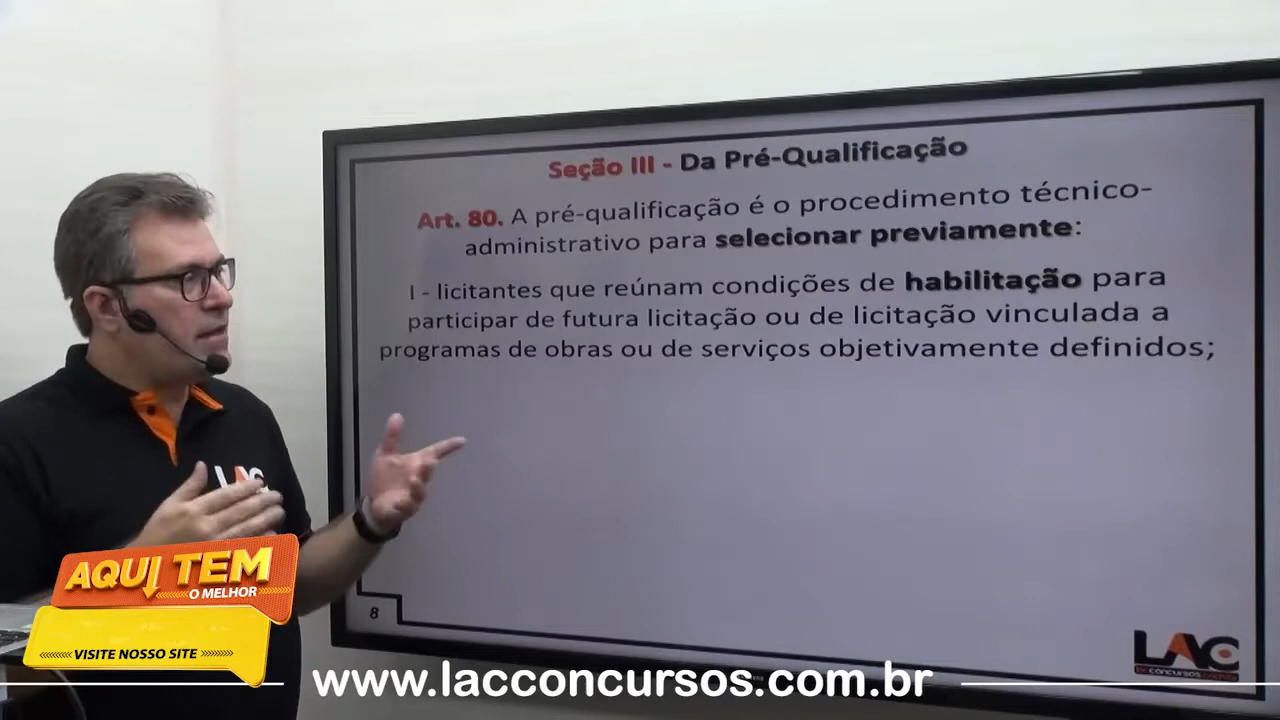 Seção III - Da Pré-Qualificação
Art. 80. A pré-qualificação é o procedimento técnico-
administrativo para selecionar previamente:
I - licitantes que reúnam condições de habilitação para
participar de futura licitação ou de licitação vinculada a
programas de obras ou de serviços objetivamente definidos;
LAC
AQUI TEM
O MELHOR
VISITE NOSSO SITE
8
LAC
www.lacconcursos.com.br